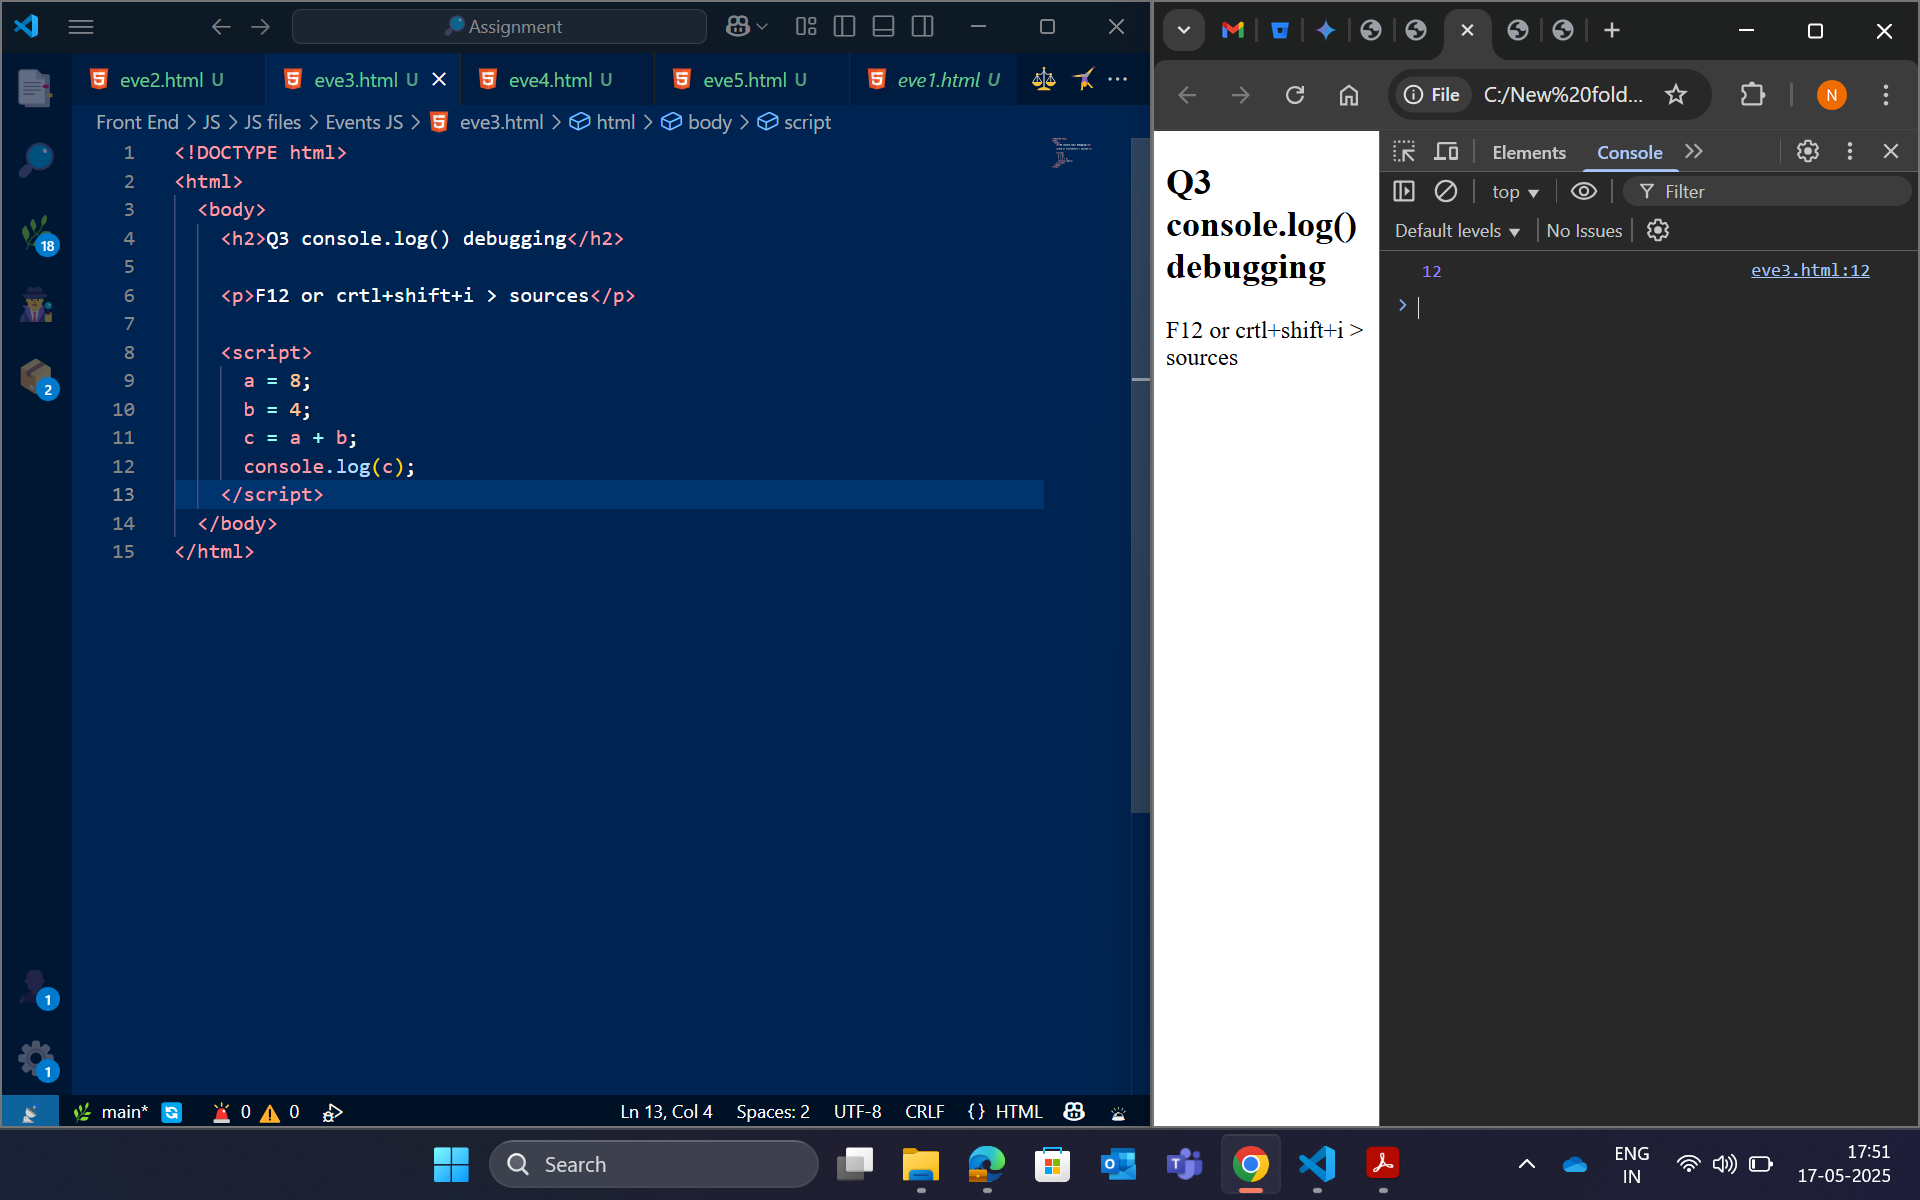 Assignment
eve2.html U
eve3.html U
eve4.html U
eve5.html U
eve1.html U
Front End > JS > JS files > Events JS > eve3.html > html > body > script
1 <!DOCTYPE html>
2 <html>
3 <body>
4 <h2>Q3 console.log() debugging</h2>
5
6 <p>F12 or crtl+shift+i > sources</p>
7
8 <script>
9 a = 8;
10 b = 4;
11 c = a + b;
12 console.log(c);
13 </script>
14 </body>
15 </html>
18
2
1
1
main* 0 0 Ln 13, Col 4 Spaces: 2 UTF-8 CRLF {} HTML
File C:/New%20fold... N
Q3
console.log()
debugging
F12 or crtl+shift+i >
sources
Elements Console
top Filter
Default levels No Issues
12 eve3.html:12
>
Search
ENG
IN
17:51
17-05-2025